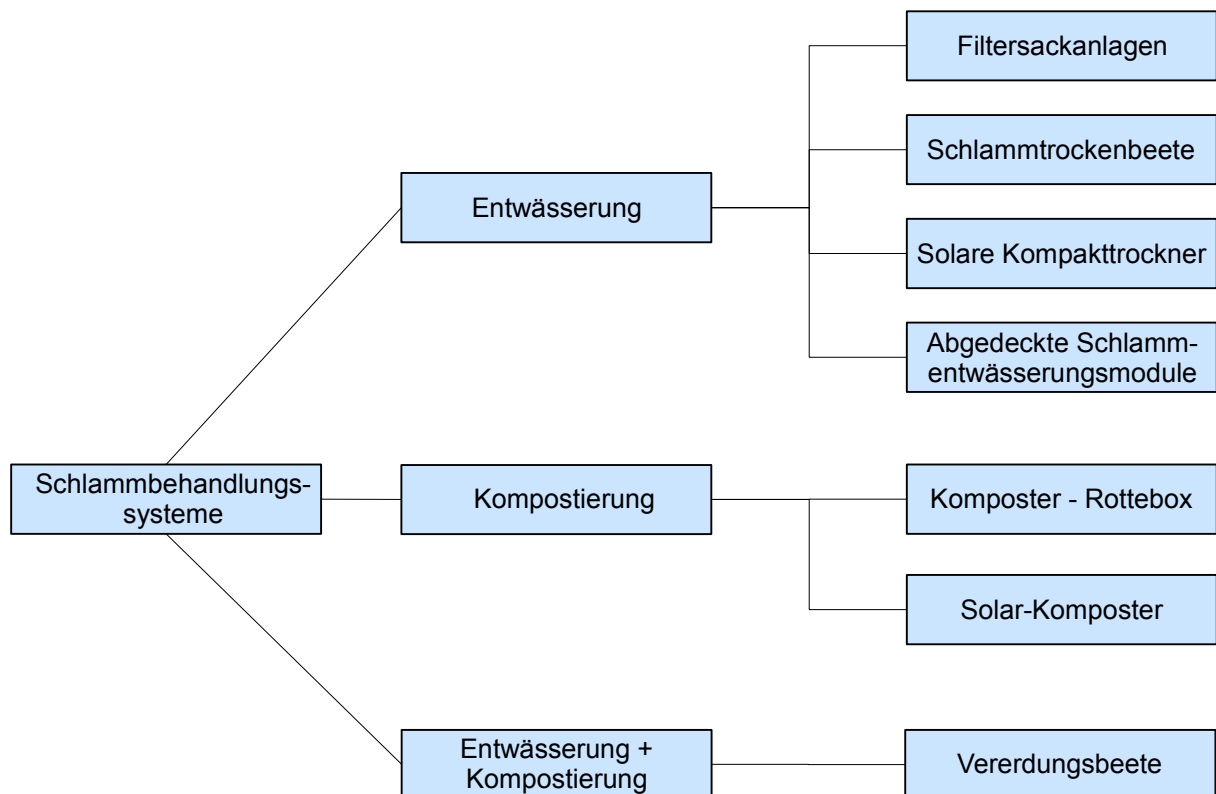 Filtersackanlagen
Schlammtrockenbeete
Entwässerung
Solare Kompakttrockner
Abgedeckte Schlamm-
entwässerungsmodule
Schlammbehandlungs-
systeme
Kompostierung
Komposter - Rottebox
Solar-Komposter
Entwässerung +
Kompostierung
Vererdungsbeete